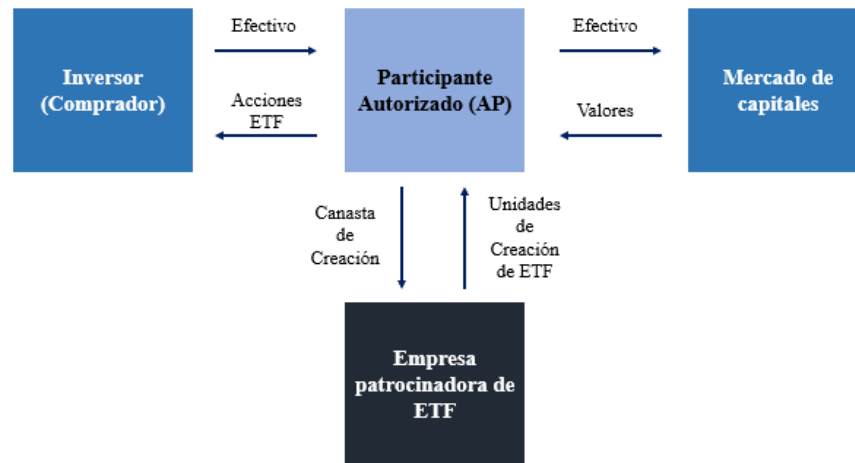 Efectivo
Efectivo
Inversor
(Comprador)
Participante
Autorizado (AP)
Mercado de
capitales
Acciones
ETF
Valores
Canasta
de
Creación
Unidades
de
Creación
de ETF
Empresa
patrocinadora de
ETF